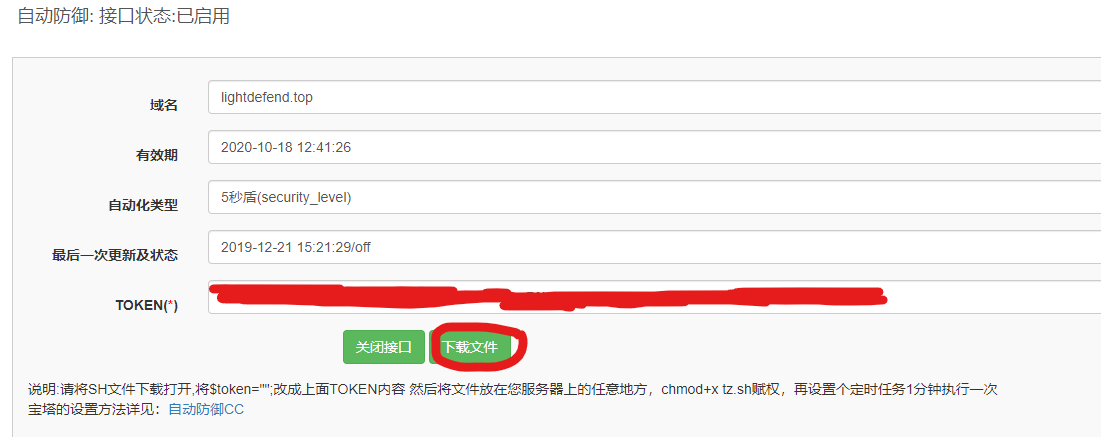 自动防御: 接口状态:已启用
域名
lightdefend.top
有效期
2020-10-18 12:41:26
自动化类型
5秒盾(security_level)
最后一次更新及状态
2019-12-21 15:21:29/off
TOKEN(*)
关闭接口 下载文件
说明:请将SH文件下载打开,将$token="";改成上面TOKEN内容 然后将文件放在您服务器上的任意地方，chmod+x tz.sh赋权，再设置个定时任务1分钟执行一次
宝塔的设置方法详见：自动防御CC